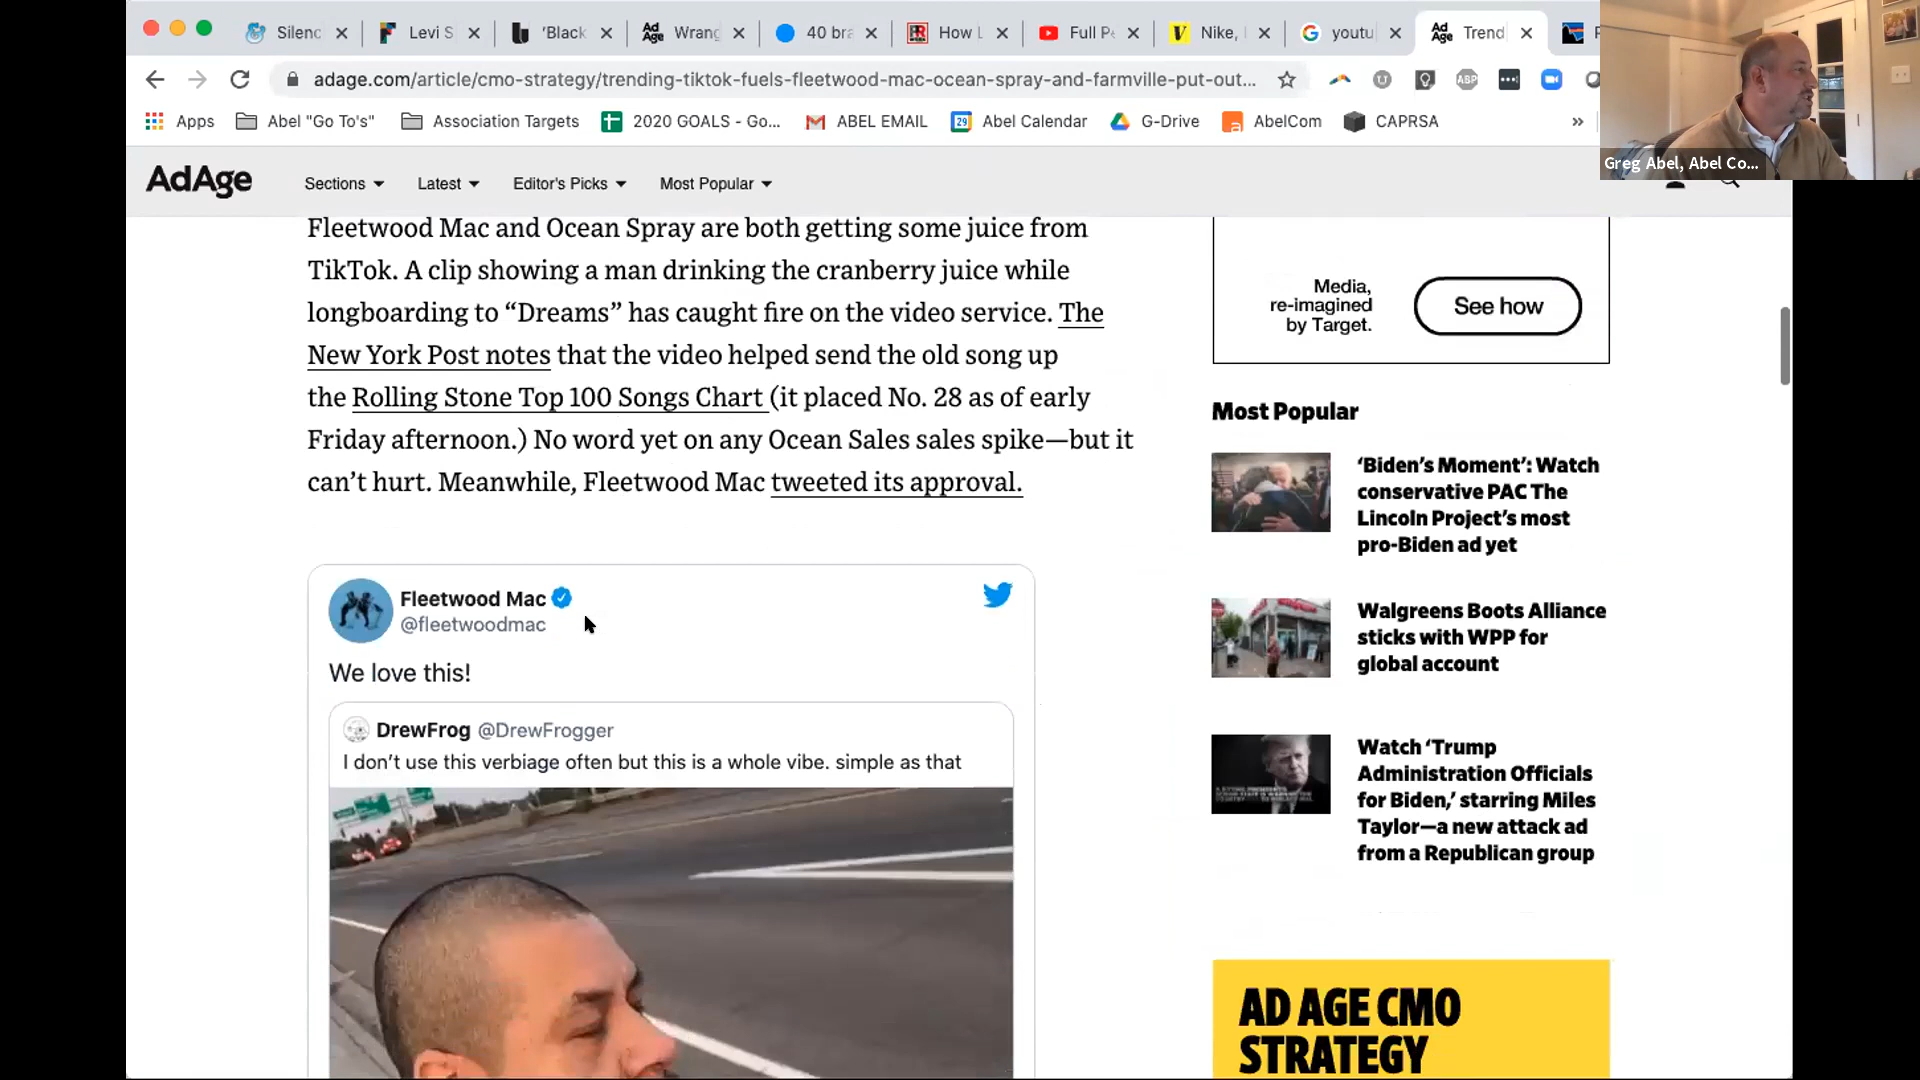 Silenc
Levi S
'Black
Ad Age
Wrang
40 bra
How L
Full Pe
Nike,
youtu
Ad Age
Trend
adage.com/article/cmo-strategy/trending-tiktok-fuels-fleetwood-mac-ocean-spray-and-farmville-put-out...
ABP
Apps
Abel "Go To's"
Association Targets
2020 GOALS - Go...
ABEL EMAIL
29
Abel Calendar
G-Drive
AbelCom
CAPRSA
»
Greg Abel, Abel Co...
AdAge
Sections
Latest
Editor's Picks
Most Popular
Fleetwood Mac and Ocean Spray are both getting some juice from
TikTok. A clip showing a man drinking the cranberry juice while
longboarding to “Dreams” has caught fire on the video service. The
New York Post notes that the video helped send the old song up
the Rolling Stone Top 100 Songs Chart (it placed No. 28 as of early
Friday afternoon.) No word yet on any Ocean Sales sales spike—but it
can’t hurt. Meanwhile, Fleetwood Mac tweeted its approval.
Fleetwood Mac
@fleetwoodmac
We love this!
DrewFrog @DrewFrogger
I don’t use this verbiage often but this is a whole vibe. simple as that
Media,
re-imagined
by Target.
See how
Most Popular
‘Biden’s Moment’: Watch
conservative PAC The
Lincoln Project’s most
pro-Biden ad yet
Walgreens Boots Alliance
sticks with WPP for
global account
Watch ‘Trump
Administration Officials
for Biden,’ starring Miles
Taylor—a new attack ad
from a Republican group
AD AGE CMO
STRATEGY